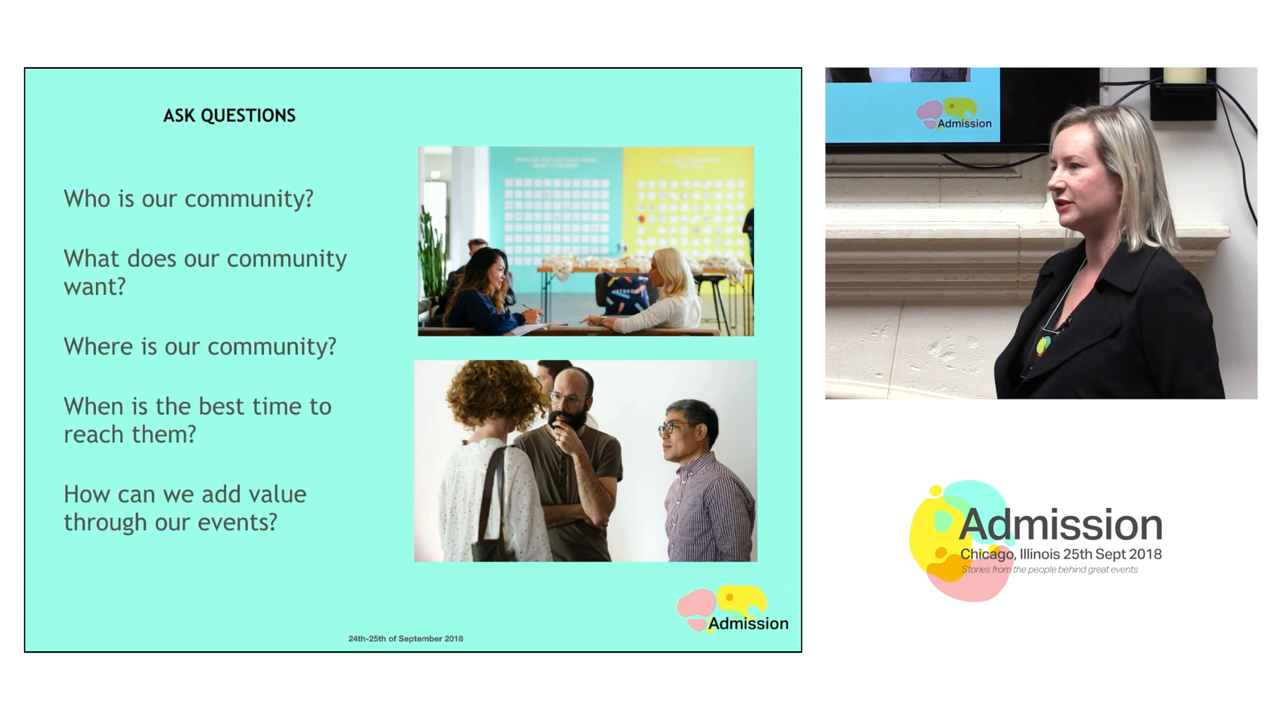 ASK QUESTIONS
Who is our community?
What does our community
want?
Where is our community?
When is the best time to
reach them?
How can we add value
through our events?
Admission
24th-25th of September 2018
Admission
Admission
Chicago, Illinois 25th Sept 2018
Stories from the people behind great events